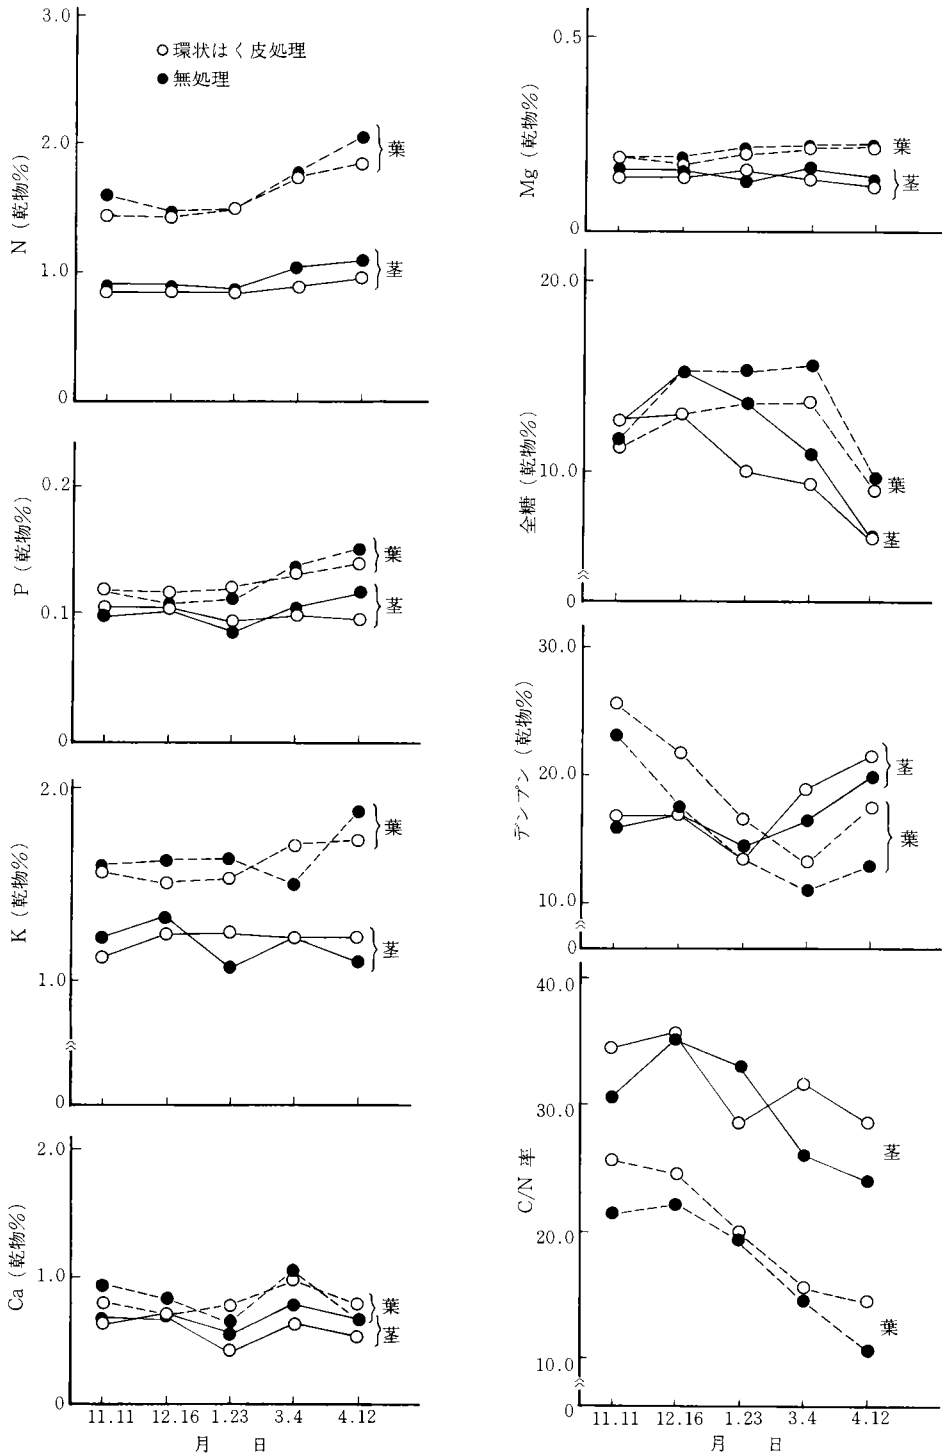 3.0
○ 環状はく皮処理
● 無処理
2.0
葉
N (乾物%)
1.0
茎
0
0.2
P (乾物%)
葉
茎
0.1
0
2.0
K (乾物%)
葉
茎
1.0
0
2.0
Ca (乾物%)
1.0
葉
茎
0
11.11 12.16 1.23 3.4 4.12
月 日
0.5
Mg (乾物%)
葉
茎
0
20.0
全糖 (乾物%)
10.0
葉
茎
0
30.0
デンプン (乾物%)
20.0
茎
葉
10.0
0
40.0
30.0
C/N 率
茎
20.0
葉
10.0
0
11.11 12.16 1.23 3.4 4.12
月 日